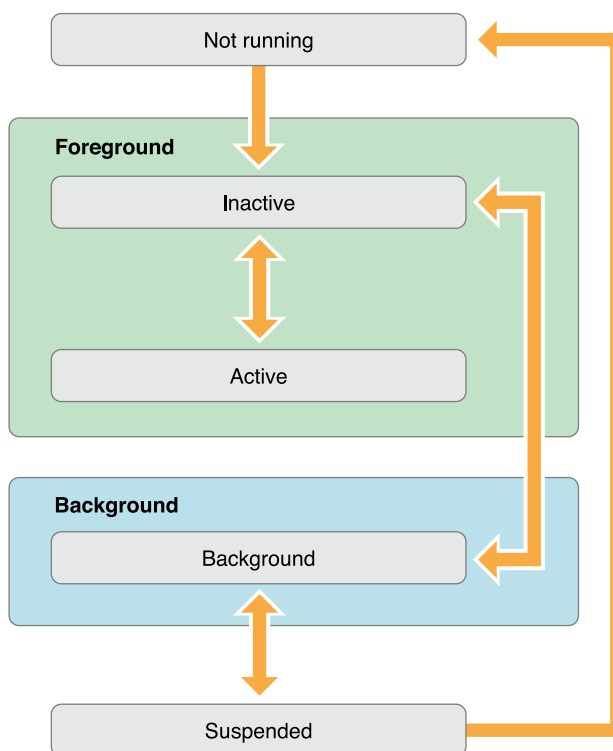 Not running
Foreground
Inactive
Active
Background
Background
Suspended